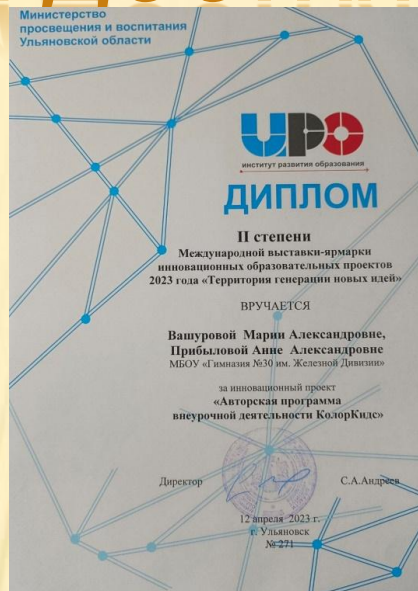 Министерство
просвещения и воспитания
Ульяновской области
ИРО
институт развития образования
ДИПЛОМ
II степени
Международной выставки-ярмарки
инновационных образовательных проектов
2023 года «Территория генерации новых идей»
ВРУЧАЕТСЯ
Вашуровой Марии Александровне,
Прибыловой Анне Александровне
МБОУ «Гимназия №30 им. Железной Дивизии»
за инновационный проект
«Авторская программа
внеурочной деятельности КолорКидс»
Директор С.А.Андреев
12 апреля 2023 г.
г. Ульяновск
№ 271